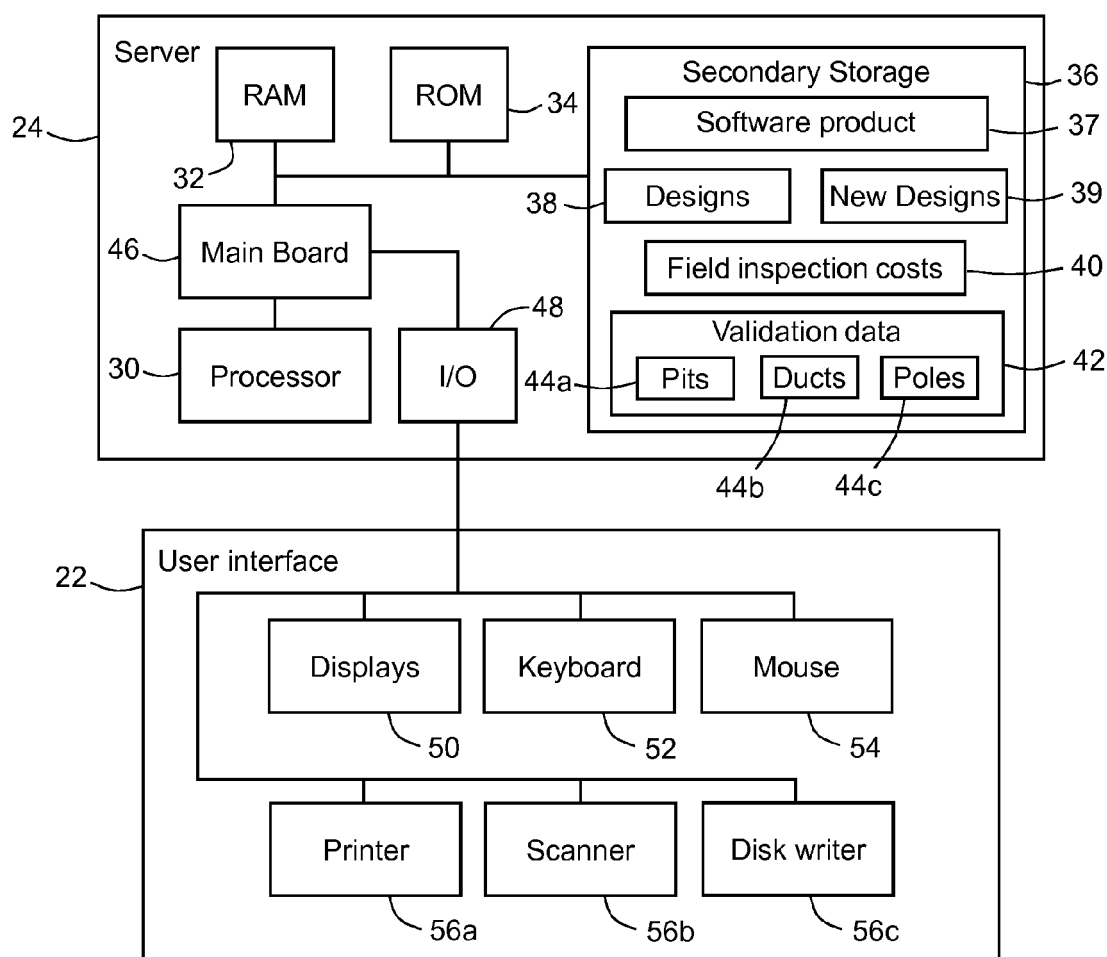 Server
RAM
ROM
Secondary Storage
36
34
Software product
37
24
32
38
Designs
New Designs
39
46
Main Board
Field inspection costs
40
48
Validation data
42
30
Processor
I/O
44a
Pits
Ducts
Poles
44b
44c
User interface
22
Displays
Keyboard
Mouse
50
52
54
Printer
Scanner
Disk writer
56a
56b
56c